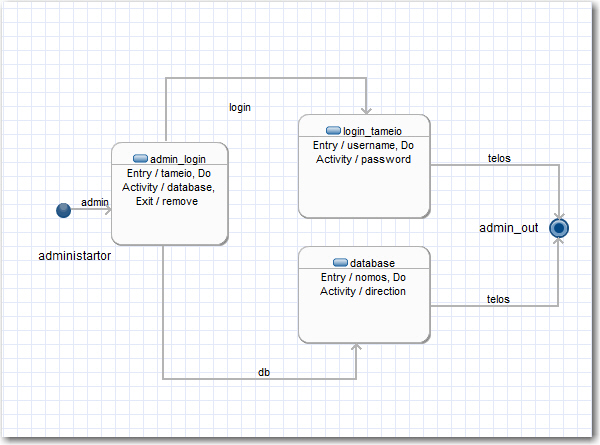 login
login_tameio
Entry / username, Do
Activity / password
admin_login
Entry / tameio, Do
Activity / database,
Exit / remove
admin
administartor
telos
admin_out
database
Entry / nomos, Do
Activity / direction
telos
db